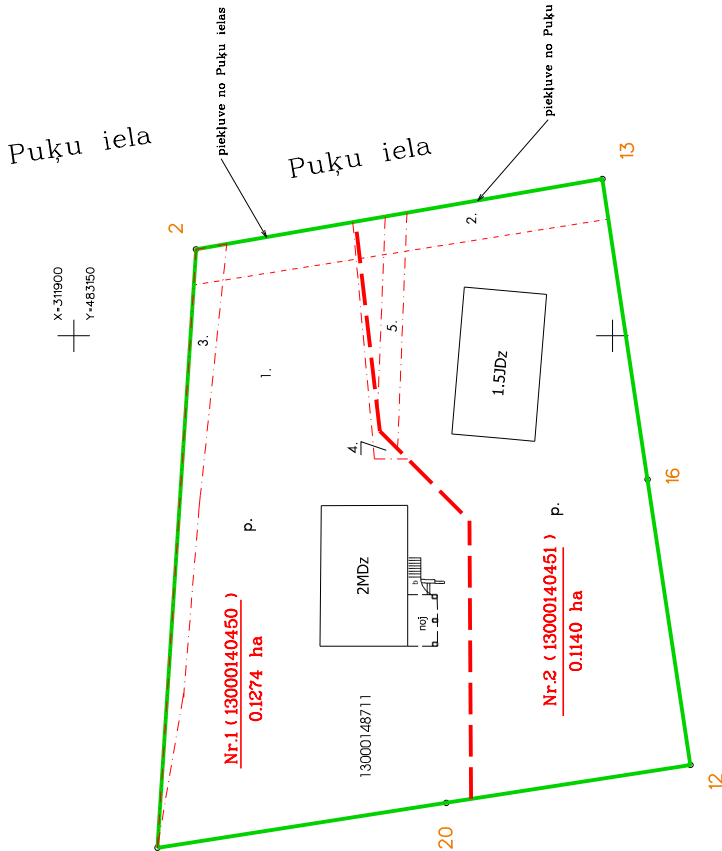 Puķu iela
Puķu iela
piekļuve no Puķu ielas
piekļuve no Puķu
X=311900
Y=483150
2
13
16
12
20
1.
2.
3.
4.
5.
p.
p.
2MDz
1.5JDz
noj
b
Nr.1 ( 13000140450 )
0.1274 ha
Nr.2 ( 13000140451 )
0.1140 ha
13000148711